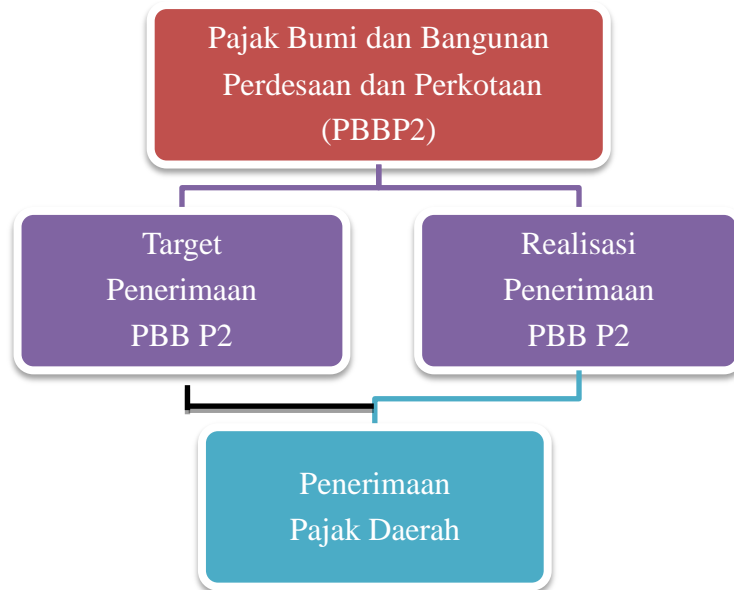 Pajak Bumi dan Bangunan
Perdesaan dan Perkotaan
(PBBP2)
Target
Penerimaan
PBB P2
Realisasi
Penerimaan
PBB P2
Penerimaan
Pajak Daerah